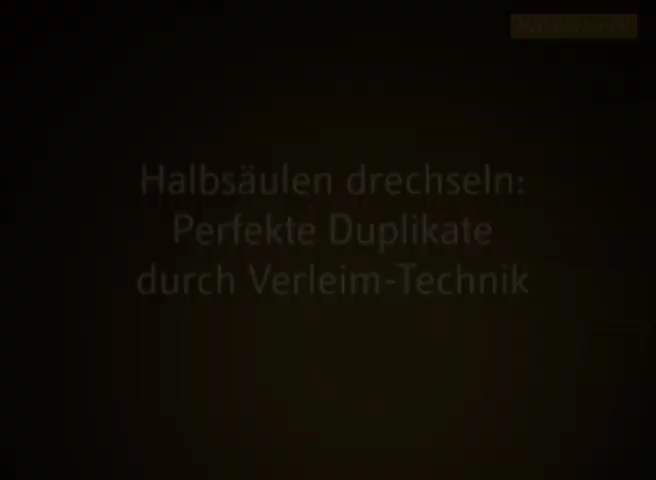 Halbsäulen drechseln:
Perfekte Duplikate
durch Verleim-Technik